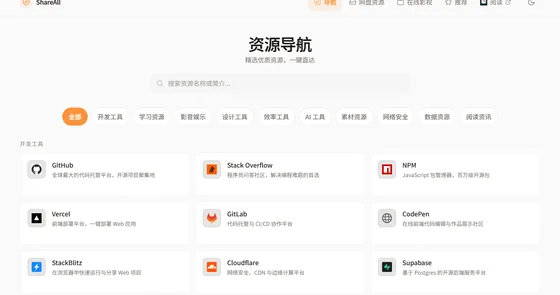 ShareAll
导航
网盘资源
在线影视
推荐
阅读
资源导航
精选优质资源，一键直达
搜索资源名称或简介...
全部
开发工具
学习资源
影音娱乐
设计工具
效率工具
AI 工具
素材资源
网络安全
数据资源
阅读资讯
开发工具
GitHub
全球最大的代码托管平台，开源项目聚集地
Stack Overflow
程序员问答社区，解决编程难题的首选
NPM
JavaScript 包管理器，百万级开源包
Vercel
前端部署平台，一键部署 Web 应用
GitLab
代码托管与 CI/CD 协作平台
CodePen
在线前端代码编辑与作品展示社区
StackBlitz
在浏览器中快速运行与分享 Web 项目
Cloudflare
网络安全、CDN 与边缘计算平台
Supabase
基于 Postgres 的开源后端服务平台